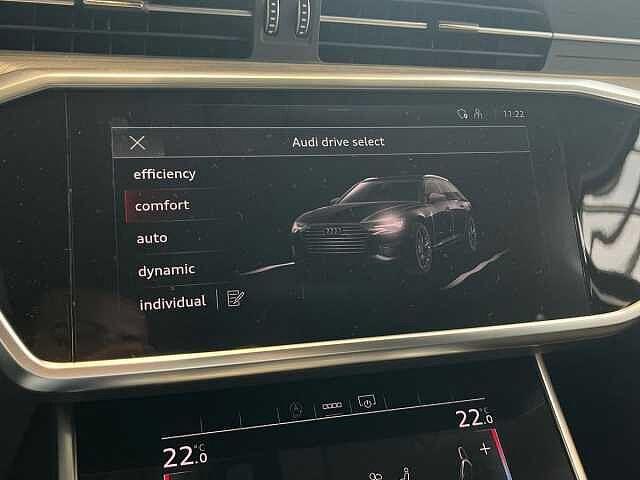 11:22
Audi drive select
efficiency
comfort
auto
dynamic
individual
22.0 °C
22.0 °C
+